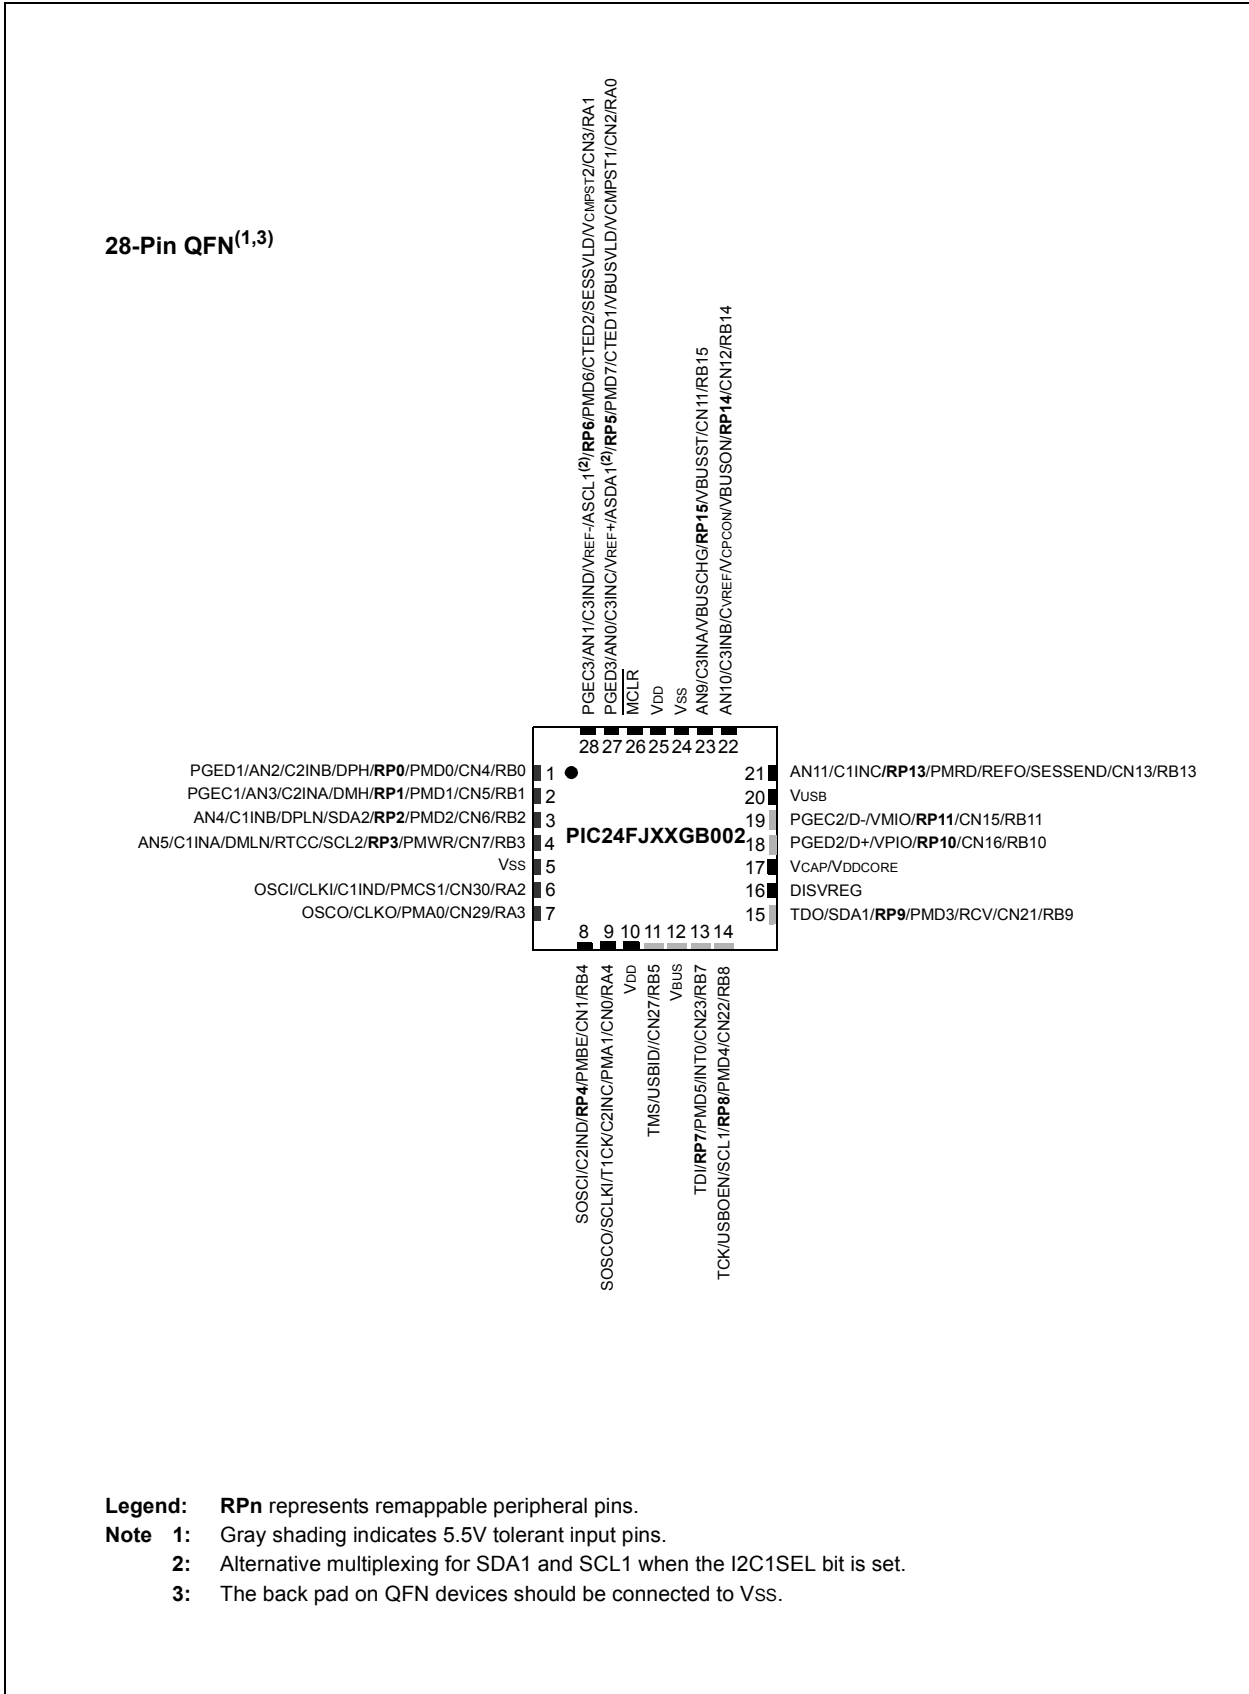 28-Pin QFN(1,3)
PGEC3/AN1/C3IND/VREF-/ASCL1(2)/RP6/PMD6/CTED2/SESSVLD/VCMPST2/CN3/RA1
PGED3/AN0/C3INC/VREF+/ASDA1(2)/RP5/PMD7/CTED1/VBUSVLD/VCMPST1/CN2/RA0
MCLR
VDD
VSS
AN9/C3INA/VBUSCHG/RP15/VBUSST/CN11/RB15
AN10/C3INB/CVREF/VCPCON/VBUSON/RP14/CN12/RB14
28 27 26 25 24 23 22
PGED1/AN2/C2INB/DPH/RP0/PMD0/CN4/RB0 1
PGEC1/AN3/C2INA/DMH/RP1/PMD1/CN5/RB1 2
AN4/C1INB/DPLN/SDA2/RP2/PMD2/CN6/RB2 3
AN5/C1INA/DMLN/RTCC/SCL2/RP3/PMWR/CN7/RB3 4
VSS 5
OSCI/CLKI/C1IND/PMCS1/CN30/RA2 6
OSCO/CLKO/PMA0/CN29/RA3 7
PIC24FJXXGB002
21 AN11/C1INC/RP13/PMRD/REFO/SESSEND/CN13/RB13
20 VUSB
19 PGEC2/D-/VMIO/RP11/CN15/RB11
18 PGED2/D+/VPIO/RP10/CN16/RB10
17 VCAP/VDDCORE
16 DISVREG
15 TDO/SDA1/RP9/PMD3/RCV/CN21/RB9
8 9 10 11 12 13 14
SOSCI/C2IND/RP4/PMBE/CN1/RB4
SOSCO/SCLKI/T1CK/C2INC/PMA1/CN0/RA4
VDD
TMS/USBID//CN27/RB5
VBUS
TDI/RP7/PMD5/INT0/CN23/RB7
TCK/USBOEN/SCL1/RP8/PMD4/CN22/RB8
Legend: RPn represents remappable peripheral pins.
Note 1: Gray shading indicates 5.5V tolerant input pins.
2: Alternative multiplexing for SDA1 and SCL1 when the I2C1SEL bit is set.
3: The back pad on QFN devices should be connected to VSS.